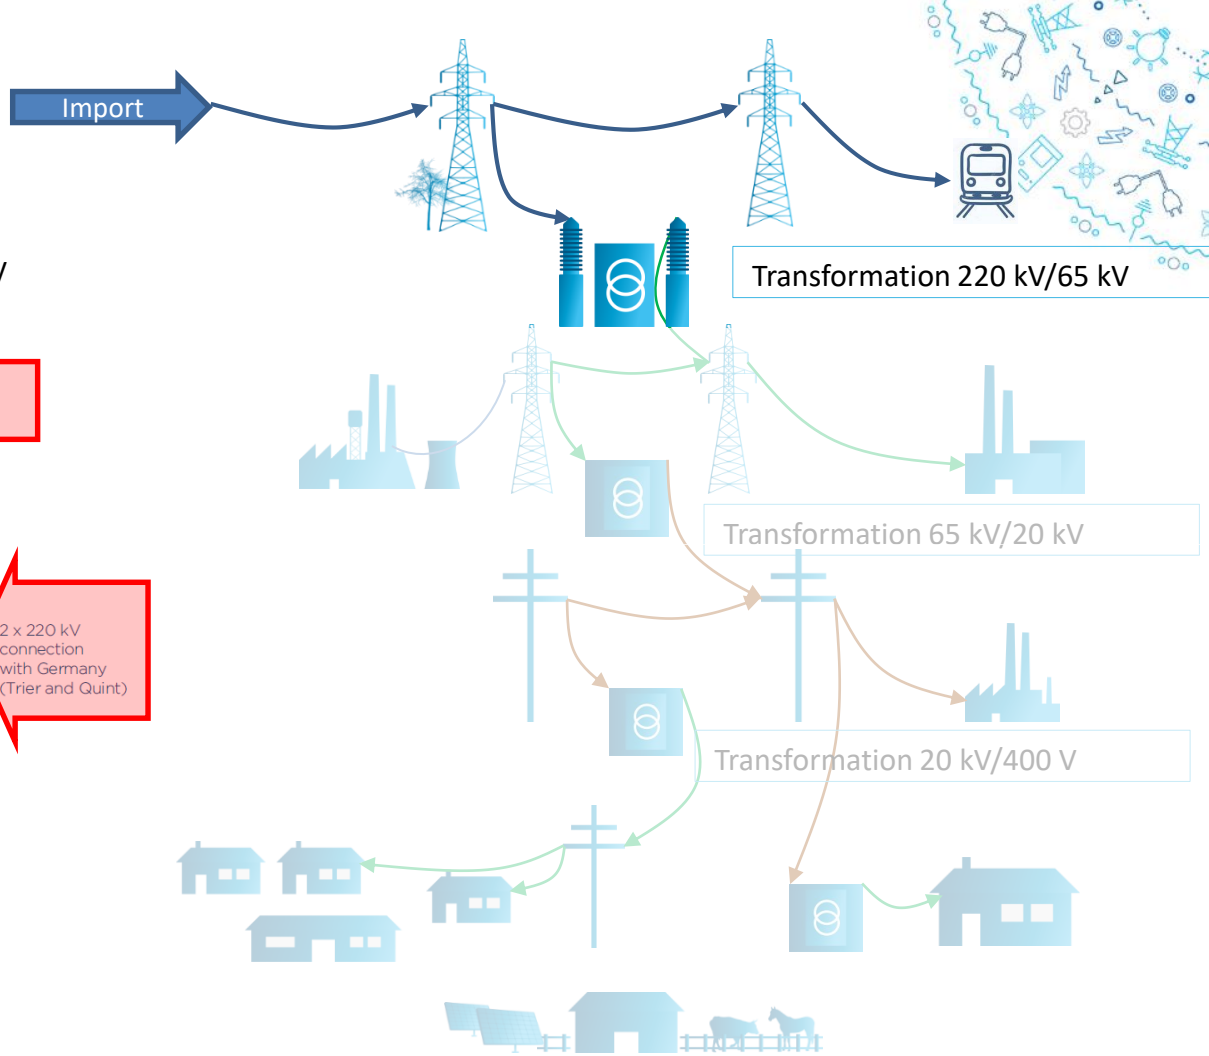 Import
Transformation 220 kV/65 kV
Transformation 65 kV/20 kV
2 x 220 kV
connection
with Germany
(Trier and Quint)
Transformation 20 kV/400 V